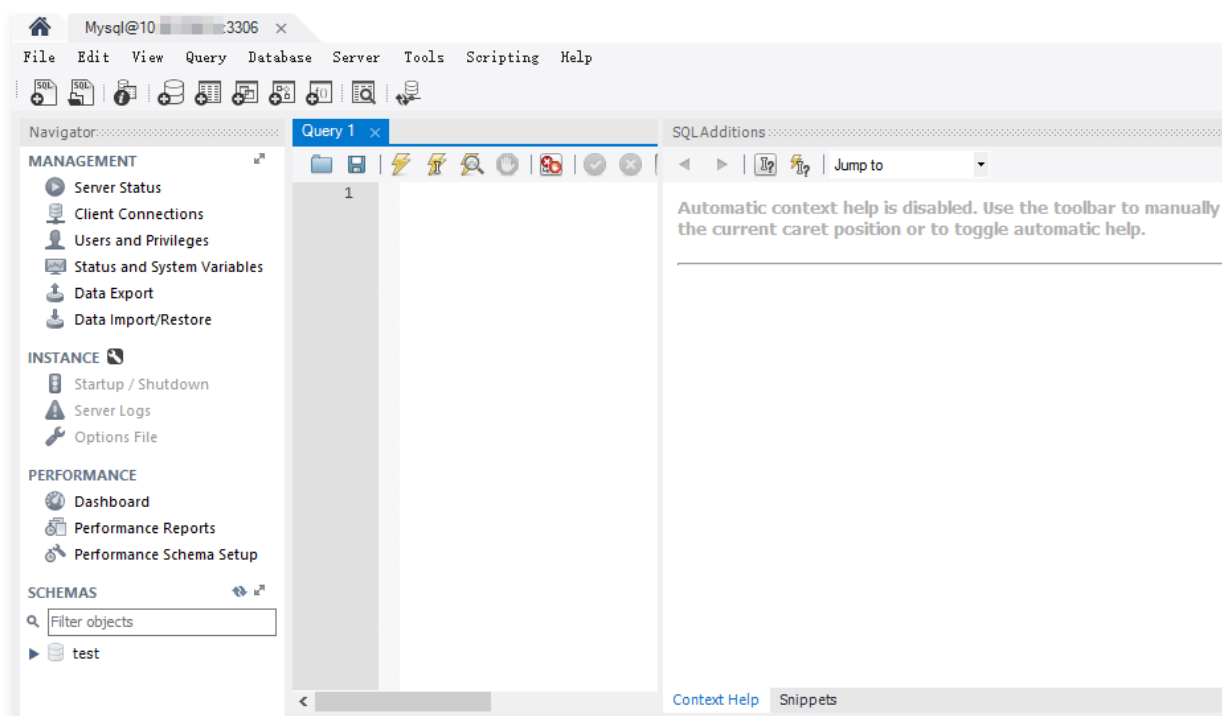 Mysql@10 :3306
File Edit View Query Database Server Tools Scripting Help
Navigator
MANAGEMENT
Server Status
Client Connections
Users and Privileges
Status and System Variables
Data Export
Data Import/Restore
INSTANCE
Startup / Shutdown
Server Logs
Options File
PERFORMANCE
Dashboard
Performance Reports
Performance Schema Setup
SCHEMAS
Filter objects
test
Query 1
1
SQLAdditions
Jump to
Automatic context help is disabled. Use the toolbar to manually
the current caret position or to toggle automatic help.
Context Help Snippets